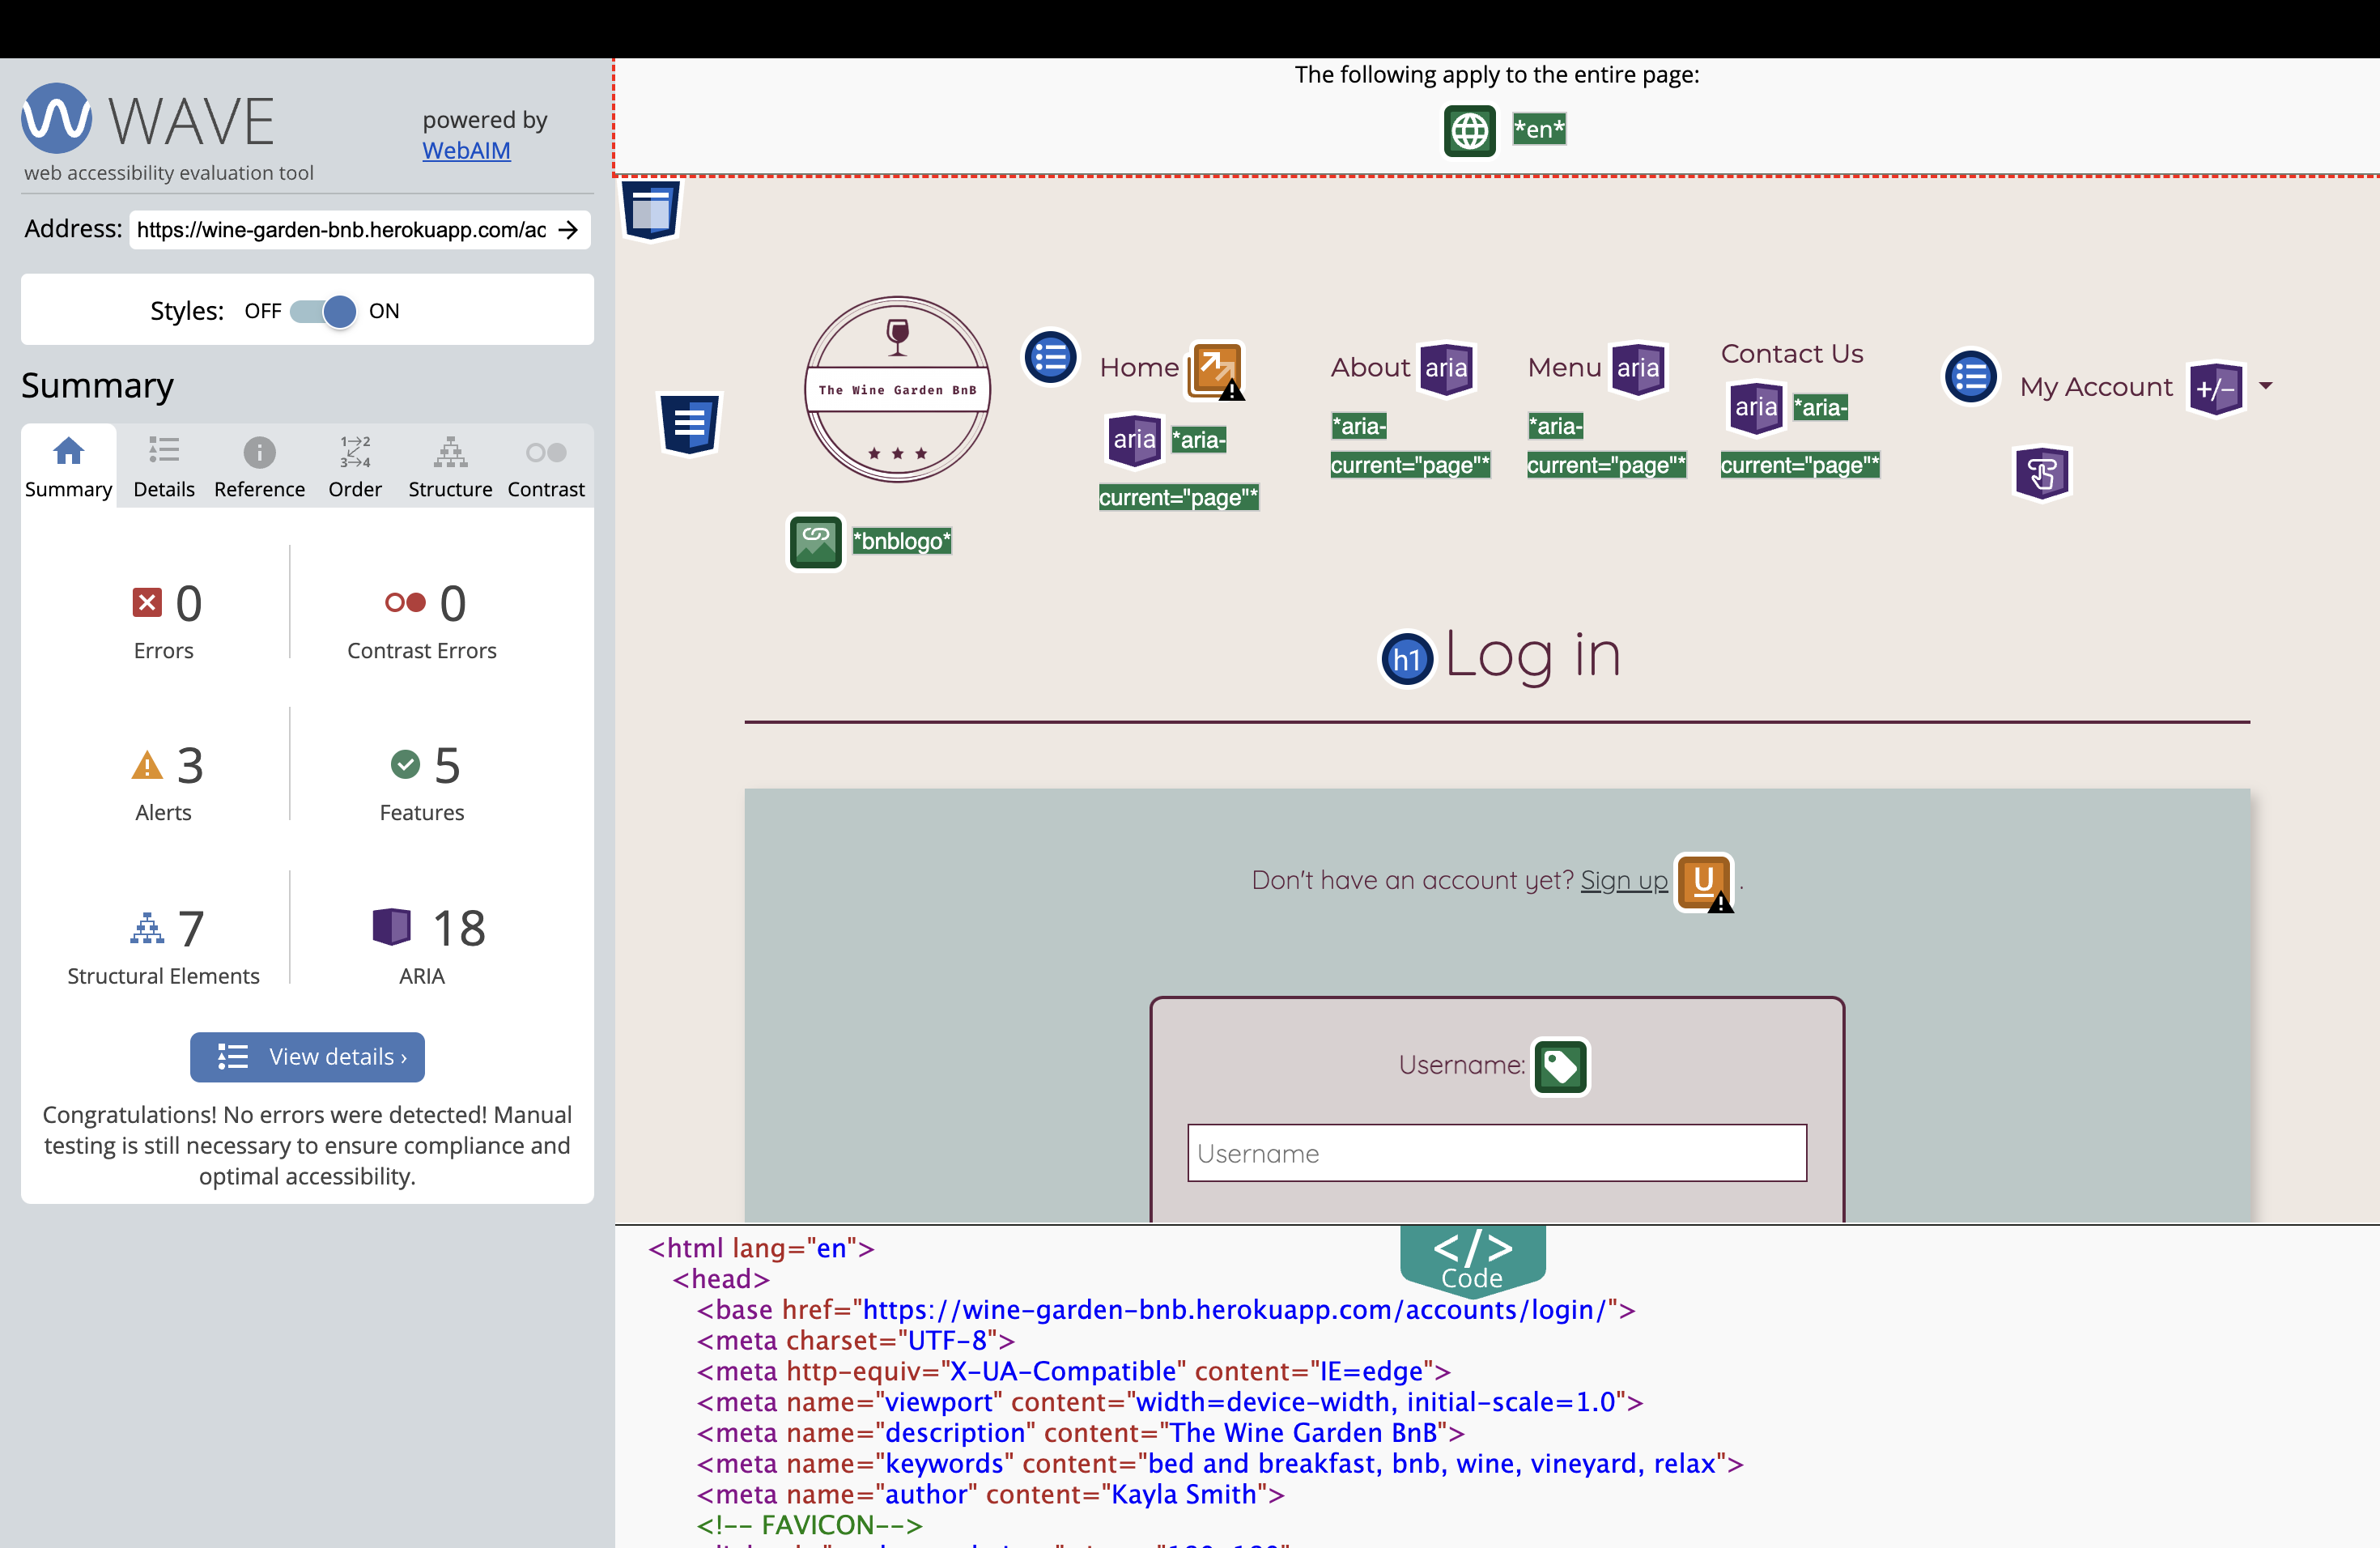 WAVE
powered by
WebAIM
web accessibility evaluation tool
Address: https://wine-garden-bnb.herokuapp.com/ac
Styles: OFF ON
Summary
1 2
3 4
Summary Details Reference Order Structure Contrast
0 0
Errors Contrast Errors
3 5
Alerts Features
7 18
Structural Elements ARIA
View details ›
Congratulations! No errors were detected! Manual
testing is still necessary to ensure compliance and
optimal accessibility.
The following apply to the entire page:
*en*
The Wine Garden BnB
*bnblogo*
Home
aria *aria-
current="page"*
About aria
*aria-
current="page"*
Menu aria
*aria-
current="page"*
Contact Us
aria *aria-
current="page"*
My Account +/-
h1 Log in
Don't have an account yet? Sign up U .
Username:
Username
</>
Code
<html lang="en">
<head>
<base href="https://wine-garden-bnb.herokuapp.com/accounts/login/">
<meta charset="UTF-8">
<meta http-equiv="X-UA-Compatible" content="IE=edge">
<meta name="viewport" content="width=device-width, initial-scale=1.0">
<meta name="description" content="The Wine Garden BnB">
<meta name="keywords" content="bed and breakfast, bnb, wine, vineyard, relax">
<meta name="author" content="Kayla Smith">
<!-- FAVICON-->